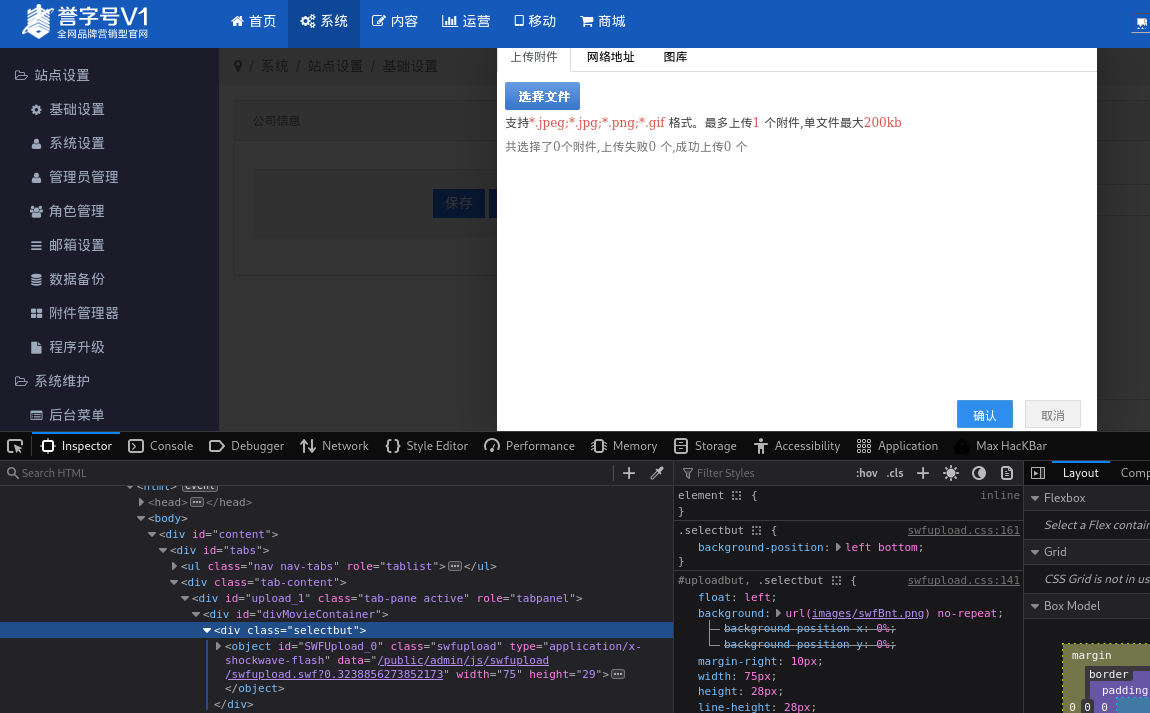 誉字号V1
全网品牌营销型官网
首页 系统 内容 运营 移动 商城
站点设置
基础设置
系统设置
管理员管理
角色管理
邮箱设置
数据备份
附件管理器
程序升级
系统维护
后台菜单
/ 系统 / 站点设置 / 基础设置
公司信息
保存
上传附件 网络地址 图库
选择文件
支持*.jpeg;*.jpg;*.png;*.gif 格式。最多上传1 个附件,单文件最大200kb
共选择了0个附件,上传失败0 个,成功上传0 个
确认 取消
Inspector Console Debugger Network Style Editor Performance Memory Storage Accessibility Application Max HacKBar
Search HTML
<html> event
<head> </head>
<body>
<div id="content">
<div id="tabs">
<ul class="nav nav-tabs" role="tablist"> </ul>
<div class="tab-content">
<div id="upload_1" class="tab-pane active" role="tabpanel">
<div id="divMovieContainer">
<div class="selectbut">
<object id="SWFUpload_0" class="swfupload" type="application/x-
shockwave-flash" data="/public/admin/js/swfupload
/swfupload.swf?0.3238856273852173" width="75" height="29">
</object>
</div>
Filter Styles :hov .cls
element { inline
}
.selectbut { swfupload.css:161
background-position: left bottom;
}
#uploadbut, .selectbut { swfupload.css:141
float: left;
background: url(images/swfBnt.png) no-repeat;
background-position-x: 0%;
background-position-y: 0%;
margin-right: 10px;
width: 75px;
height: 28px;
line-height: 28px;
Layout Comp
Flexbox
Select a Flex contain
Grid
CSS Grid is not in us
Box Model
margin
border
padding
0 0 0